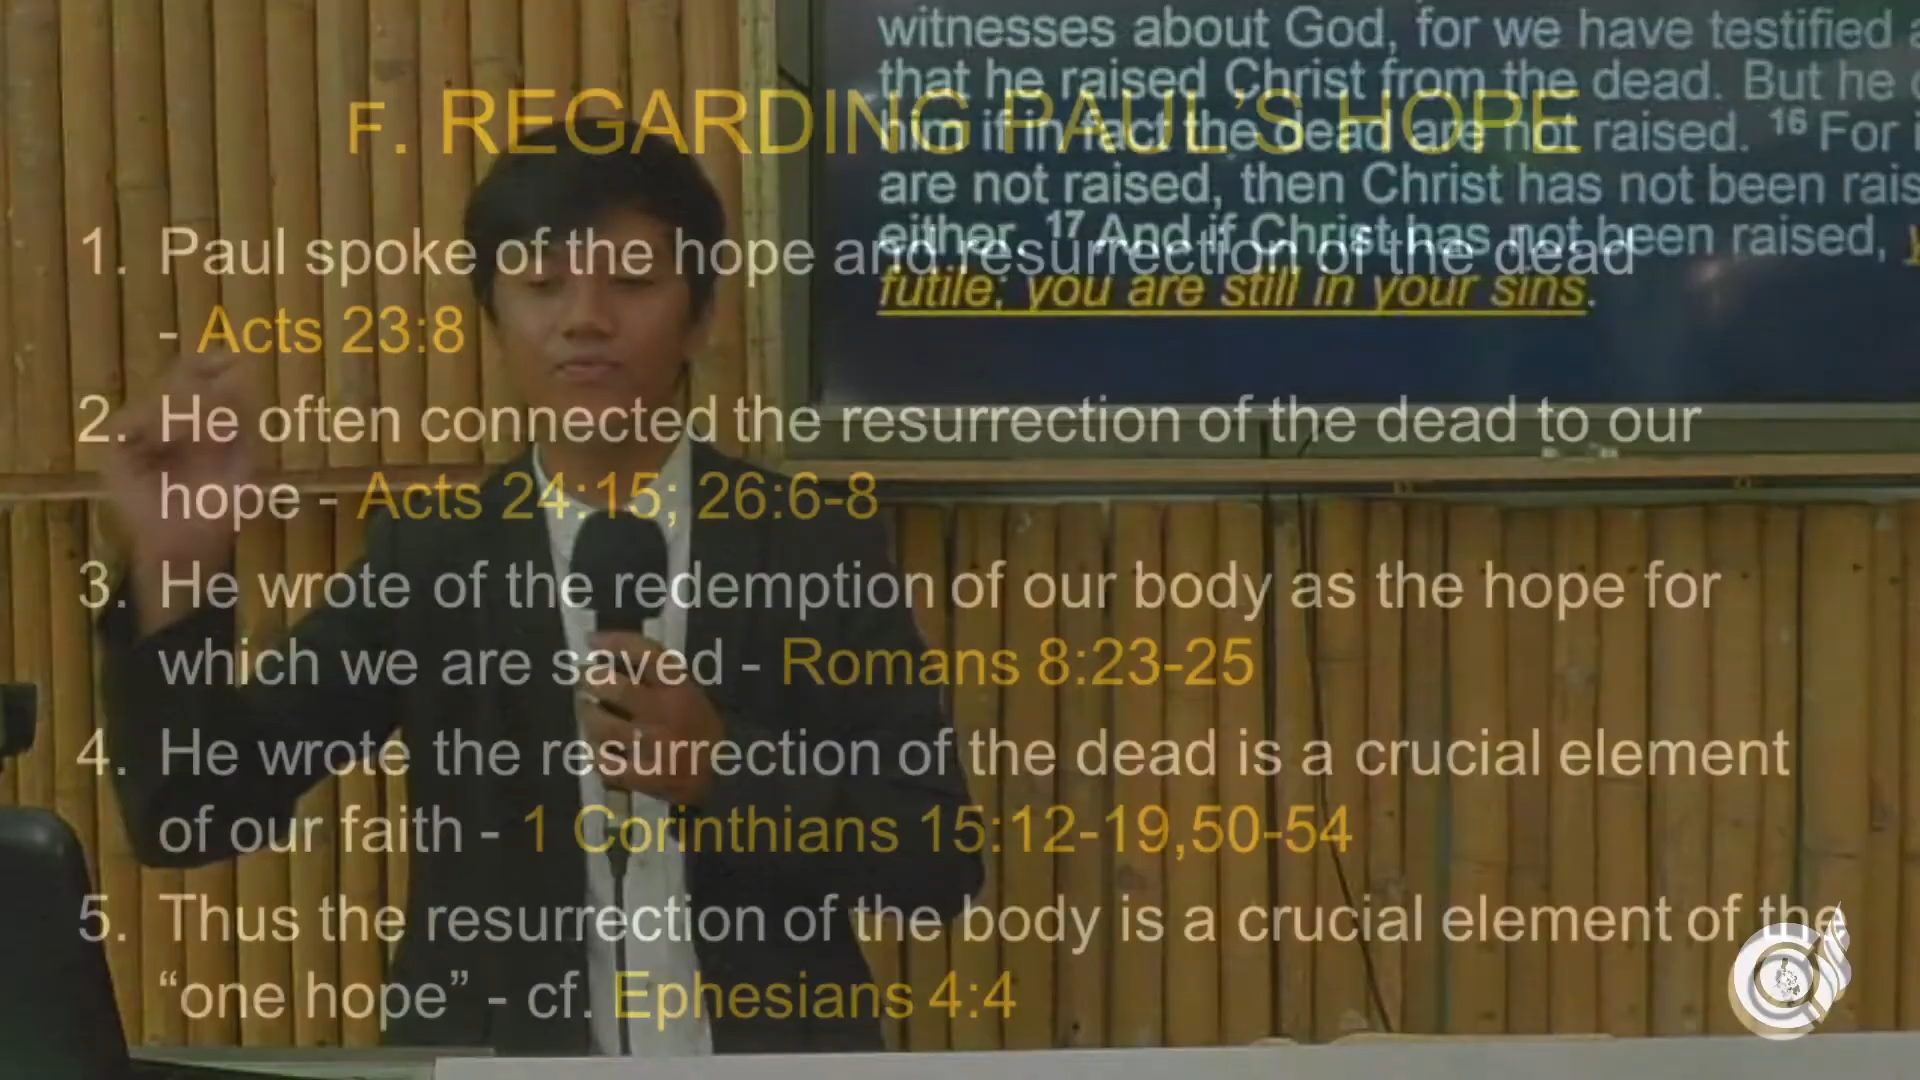 witnesses about God, for we have testified
that he raised Christ from the dead. But he
him if in fact the dead are not raised. 16 For
are not raised, then Christ has not been rais
either. 17 And if Christ has not been raised,
futile; you are still in your sins.
F. REGARDING PAUL'S HOPE
1. Paul spoke of the hope and resurrection of the dead
- Acts 23:8
2. He often connected the resurrection of the dead to our
hope - Acts 24:15; 26:6-8
3. He wrote of the redemption of our body as the hope for
which we are saved - Romans 8:23-25
4. He wrote the resurrection of the dead is a crucial element
of our faith - 1 Corinthians 15:12-19,50-54
5. Thus the resurrection of the body is a crucial element of the
“one hope” - cf. Ephesians 4:4